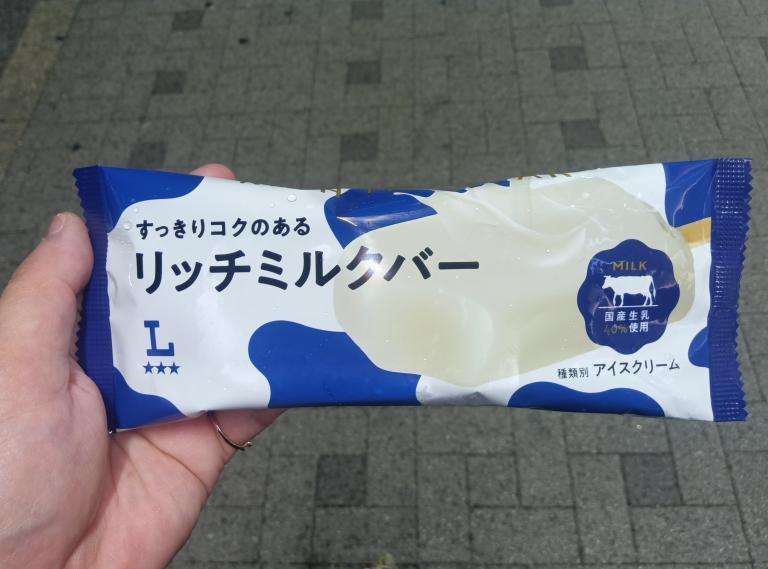 すっきりコクのある
リッチミルクバー
L
★★★
MILK
国産生乳
40%使用
種類別 アイスクリーム